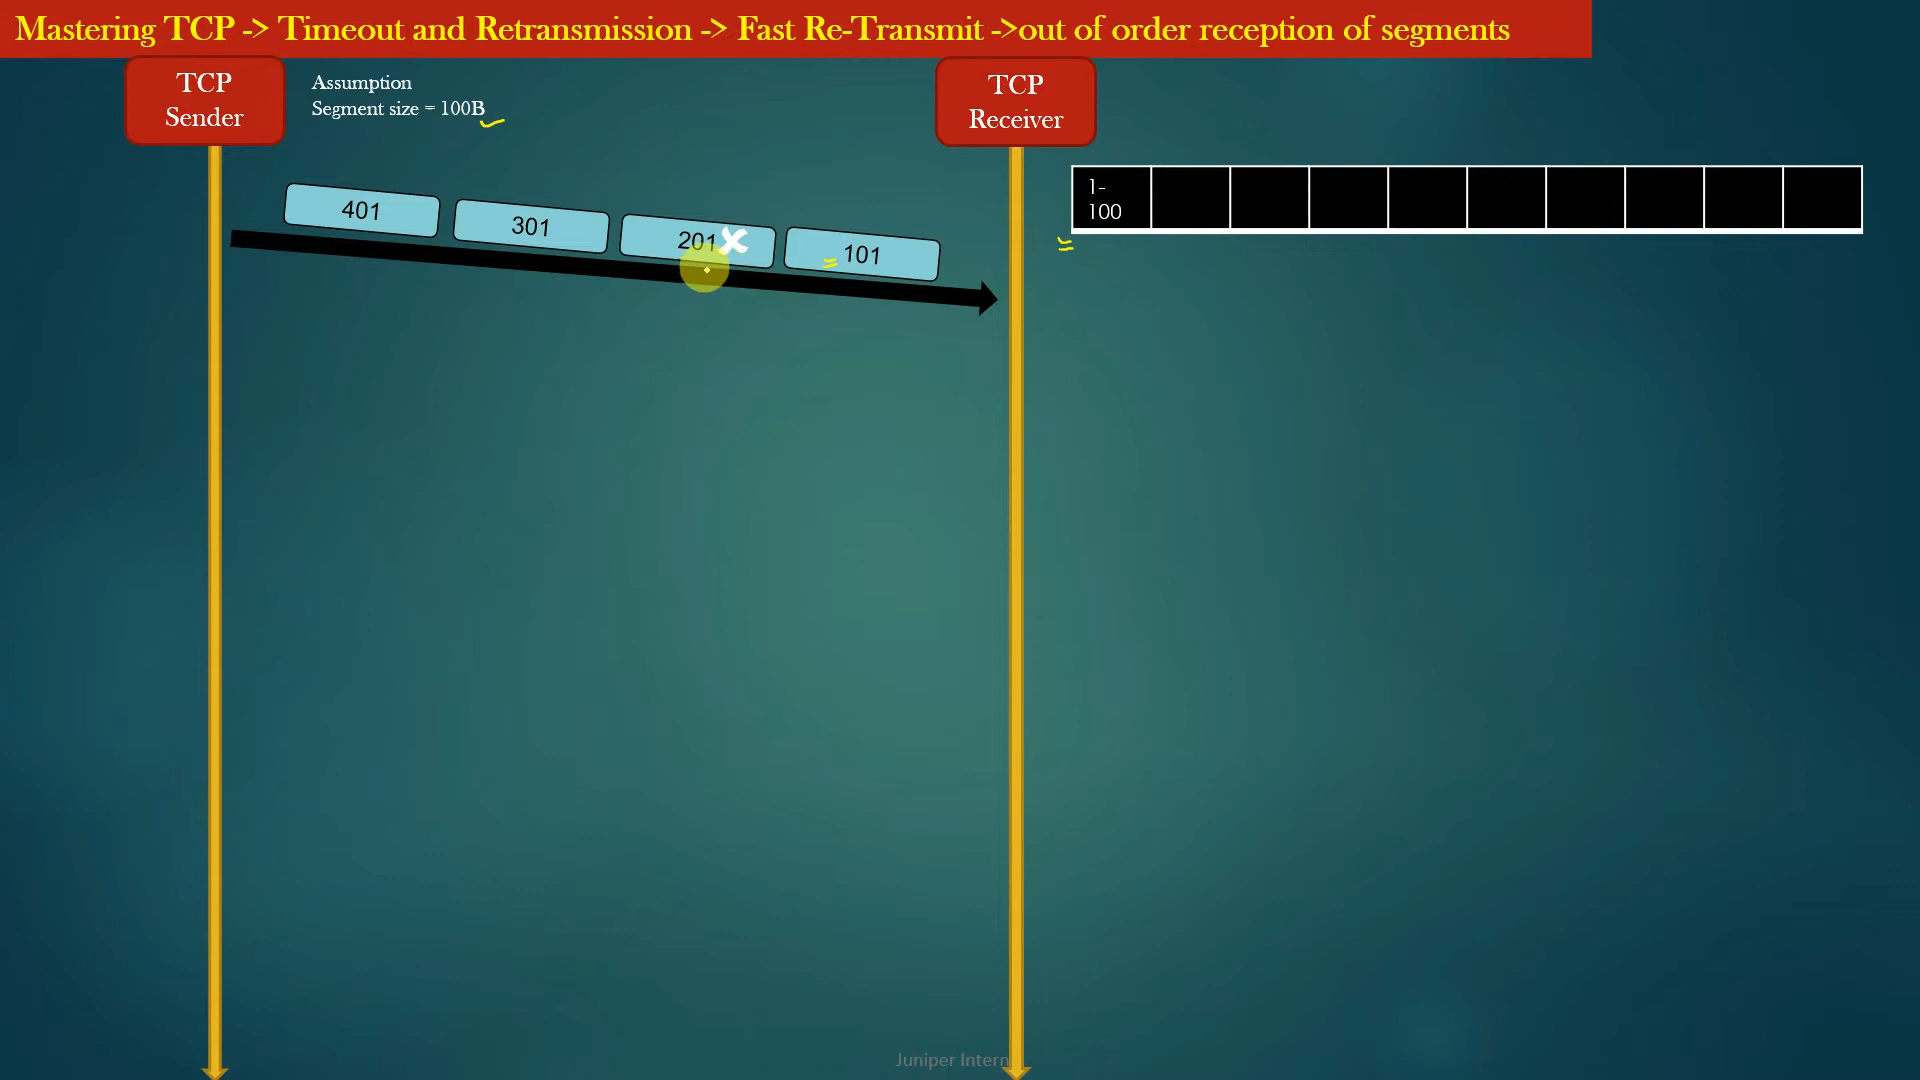 Mastering TCP -> Timeout and Retransmission -> Fast Re-Transmit ->out of order reception of segments
TCP
Sender
Assumption
Segment size = 100B
TCP
Receiver
1-
100
401
301
201
101
Juniper Intern